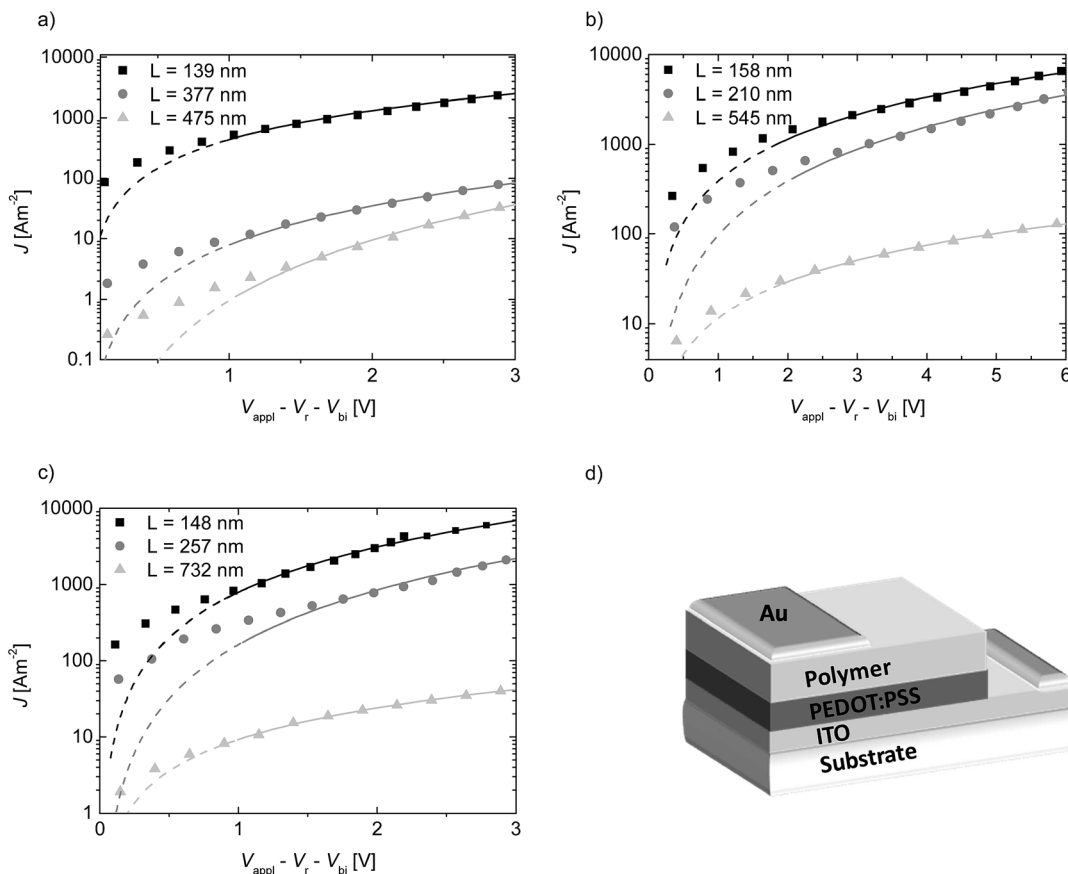 a)
10000
1000
100
10
1
0.1
J [Am⁻²]
L = 139 nm
L = 377 nm
L = 475 nm
1
2
3
V_appl - V_r - V_bi [V]
b)
10000
1000
100
10
J [Am⁻²]
L = 158 nm
L = 210 nm
L = 545 nm
0
1
2
3
4
5
6
V_appl - V_r - V_bi [V]
c)
10000
1000
100
10
1
J [Am⁻²]
L = 148 nm
L = 257 nm
L = 732 nm
0
1
2
3
V_appl - V_r - V_bi [V]
d)
Au
Polymer
PEDOT:PSS
ITO
Substrate